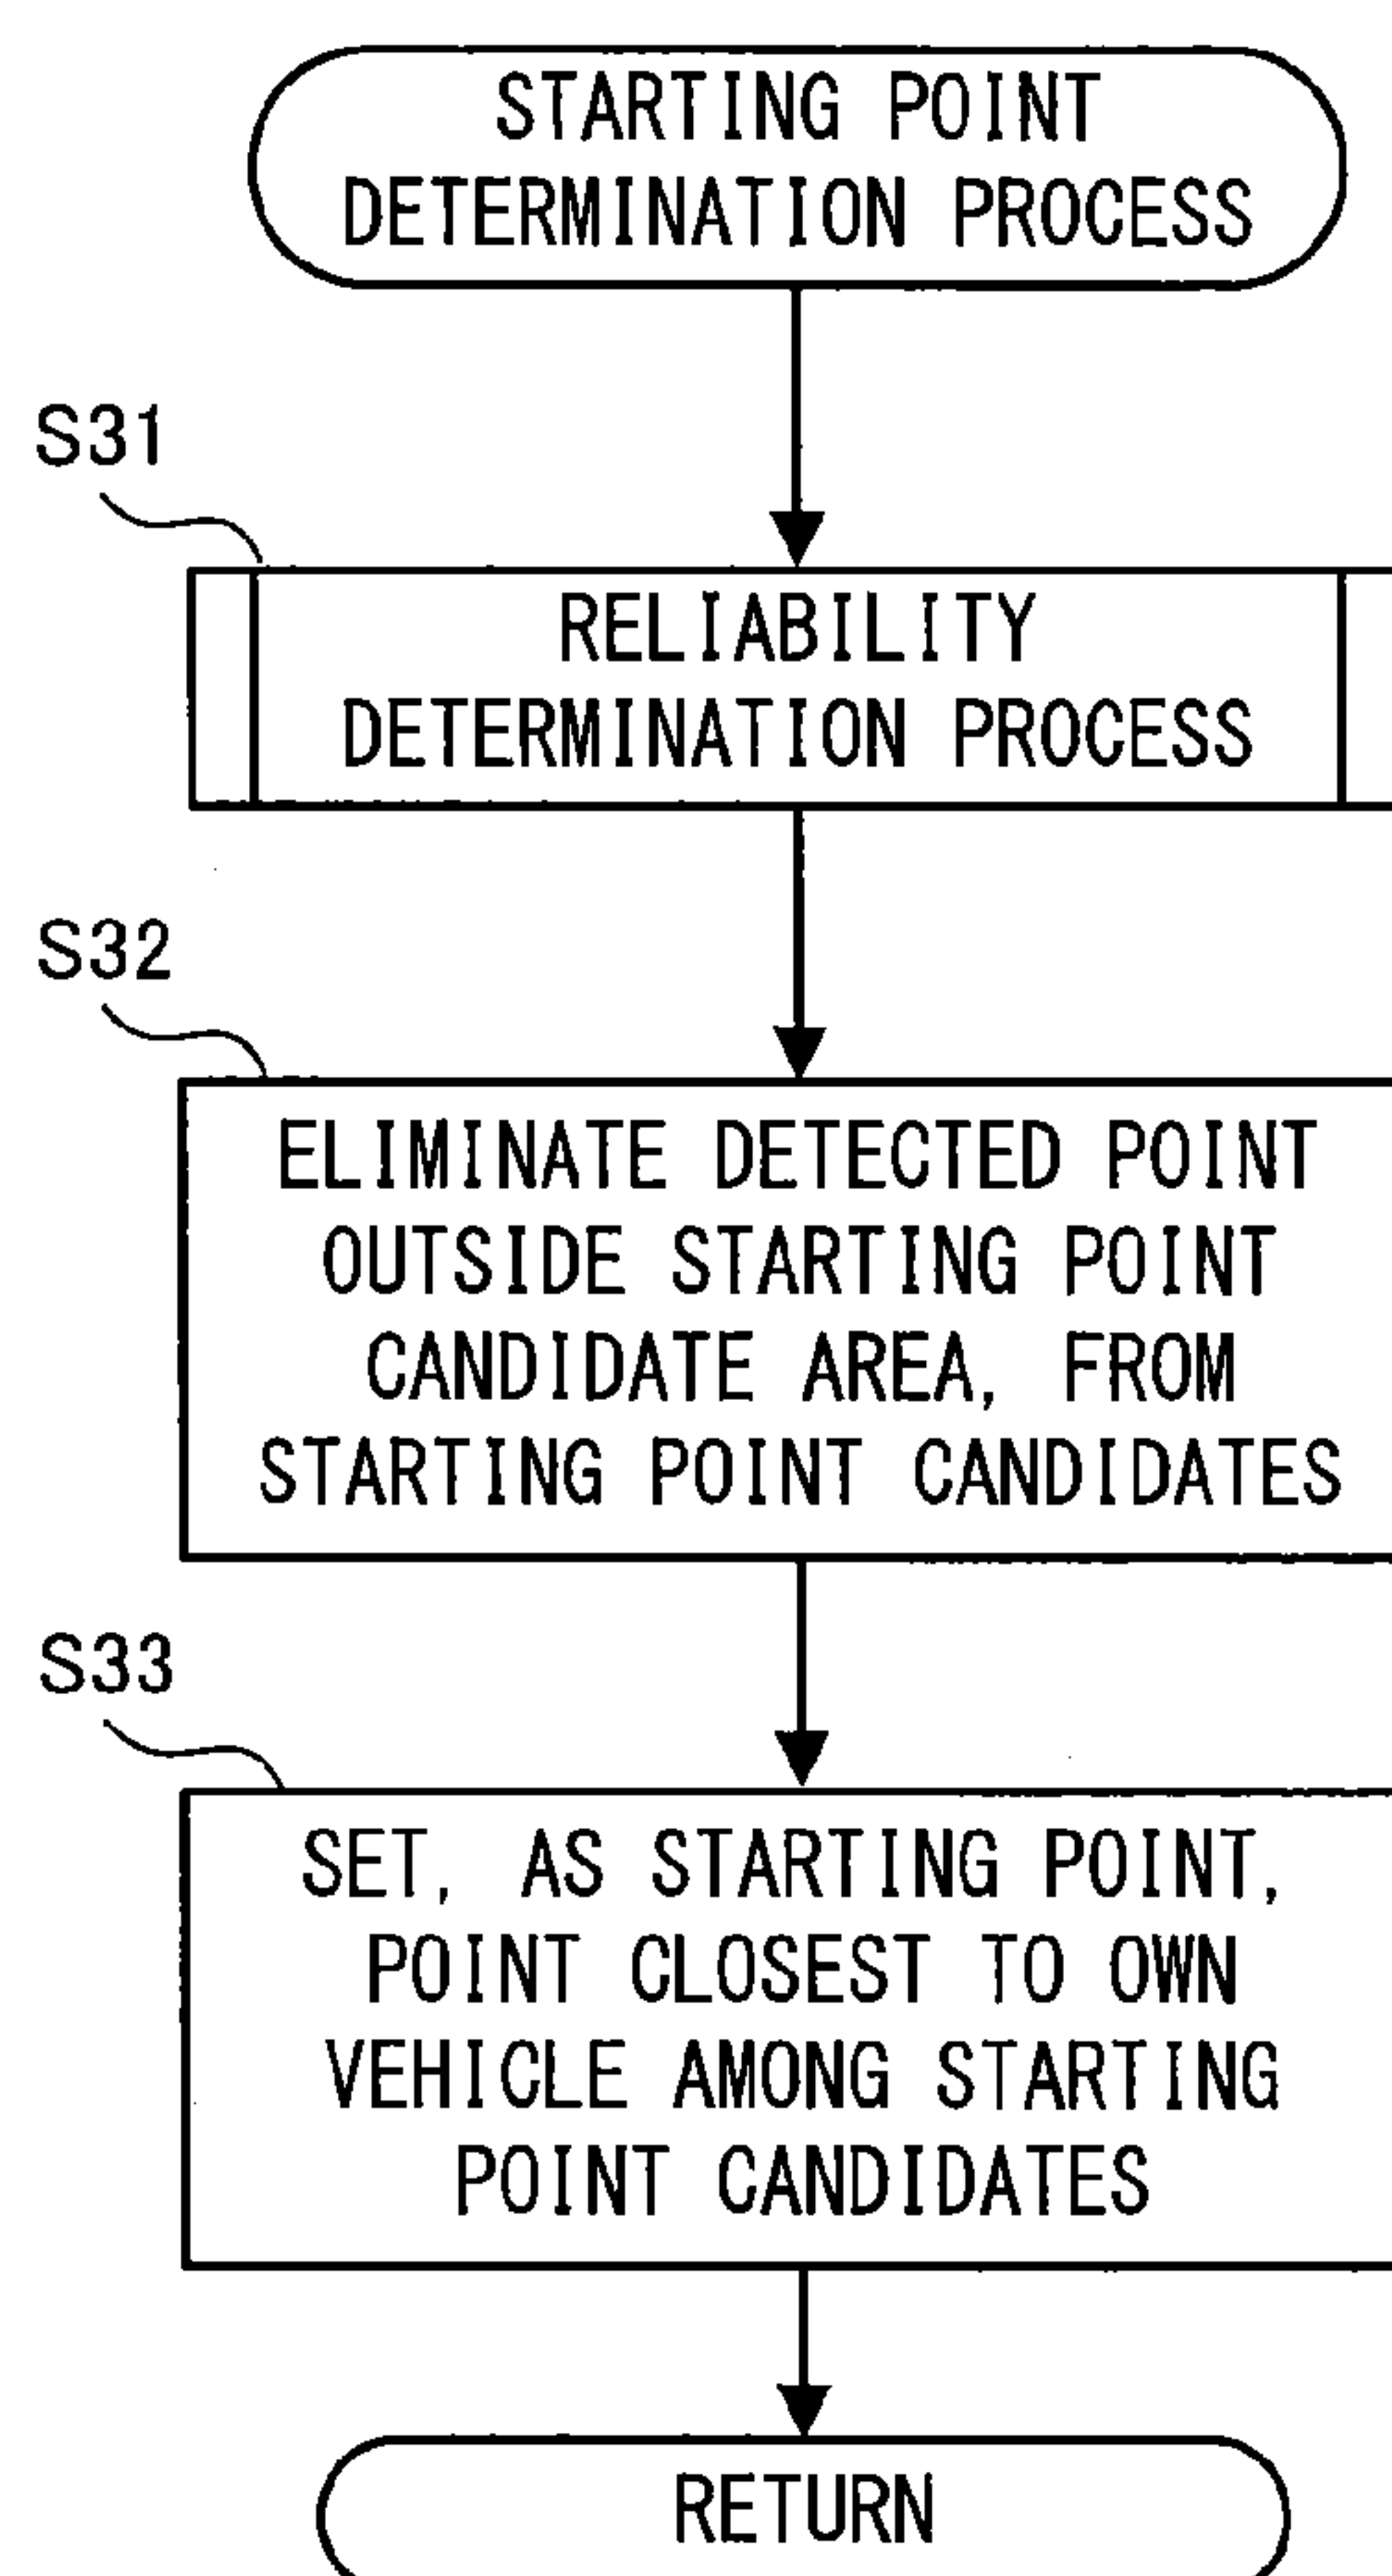 STARTING POINT
DETERMINATION PROCESS
S31
RELIABILITY
DETERMINATION PROCESS
S32
ELIMINATE DETECTED POINT
OUTSIDE STARTING POINT
CANDIDATE AREA, FROM
STARTING POINT CANDIDATES
S33
SET, AS STARTING POINT,
POINT CLOSEST TO OWN
VEHICLE AMONG STARTING
POINT CANDIDATES
RETURN